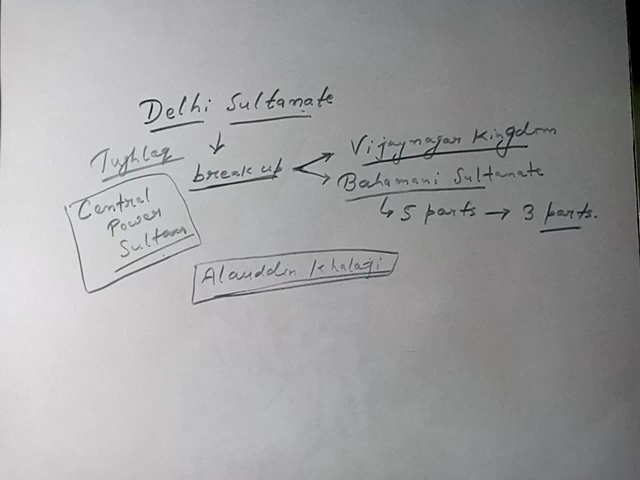 Delhi Sultanate
↓
Tughlaq
break up
Vijaynagar Kingdom
Bahamani Sultanate
↳ 5 parts → 3 parts.
Central
Power
Sultan
Alauddin Khalagi